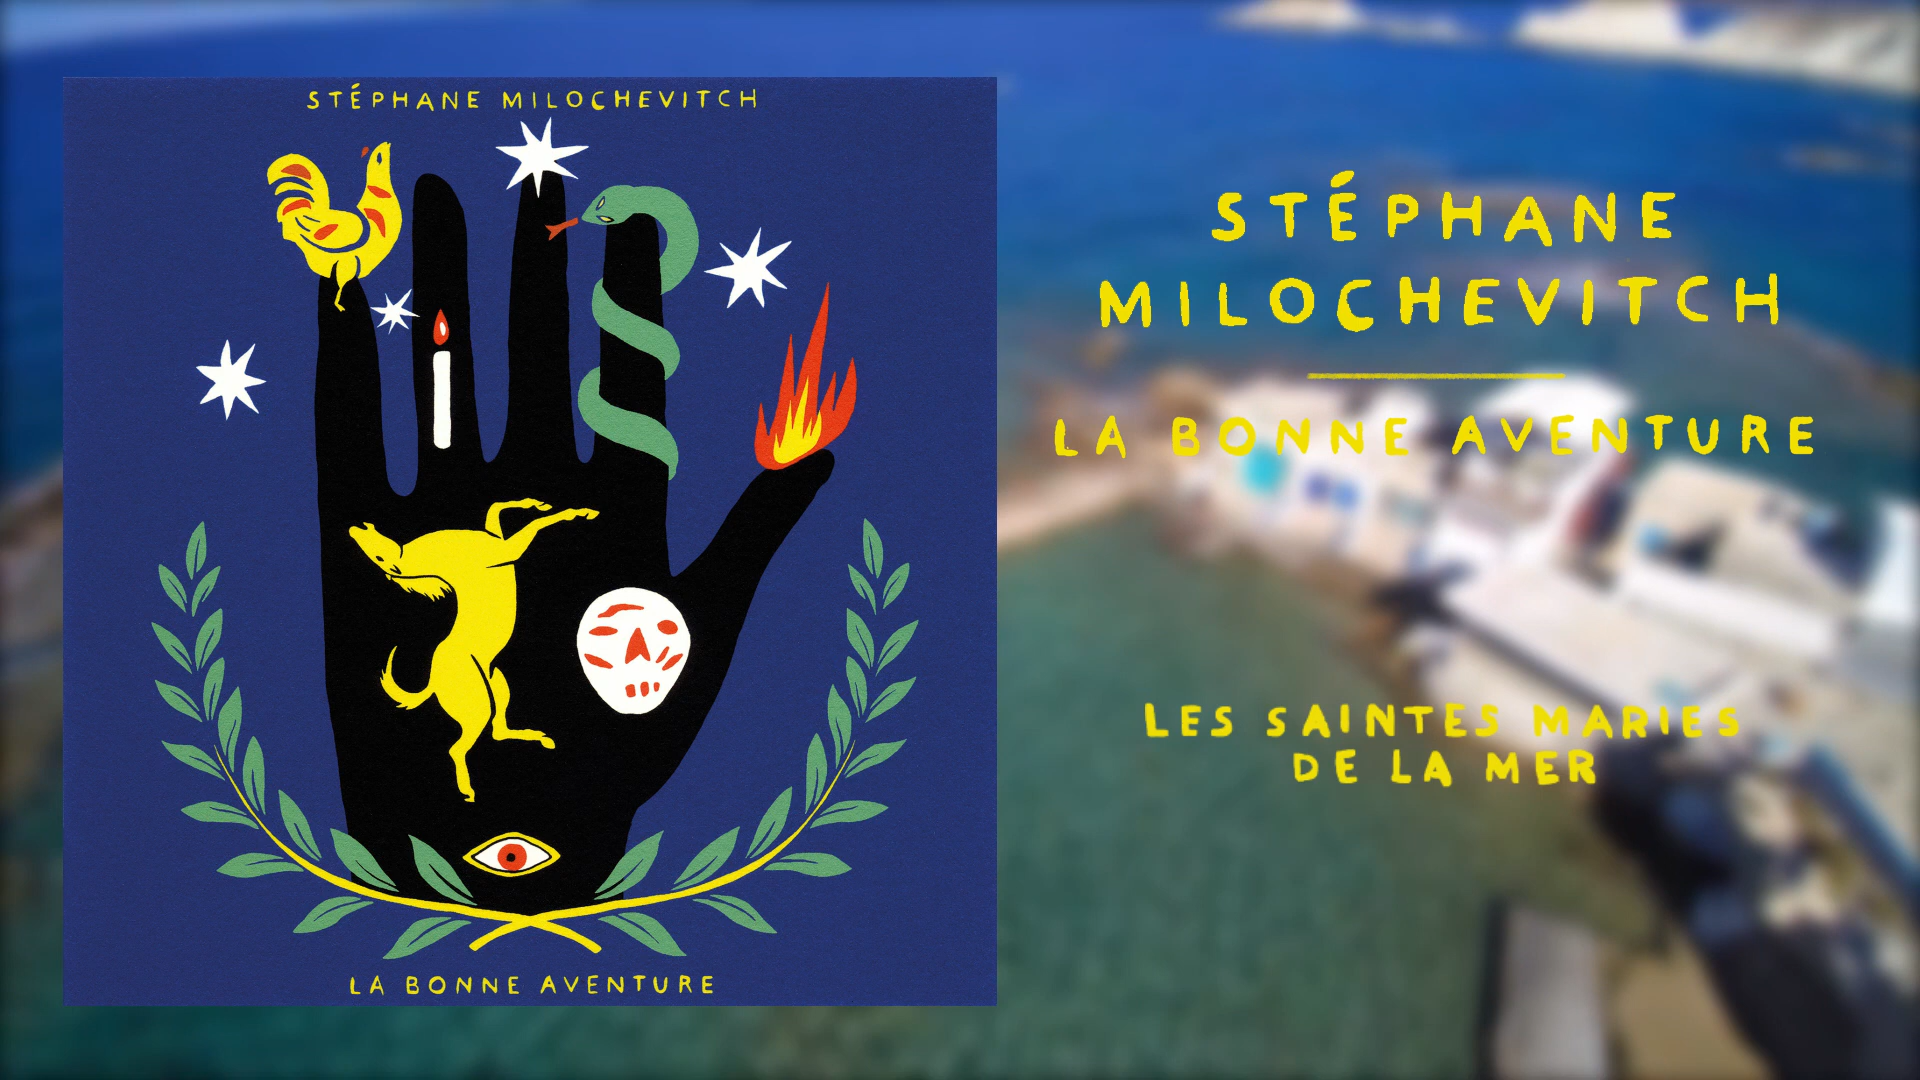 STÉPHANE MILOCHEVITCH
LA BONNE AVENTURE
STÉPHANE
MILOCHEVITCH
LA BONNE AVENTURE
LES SAINTES MARIES
DE LA MER